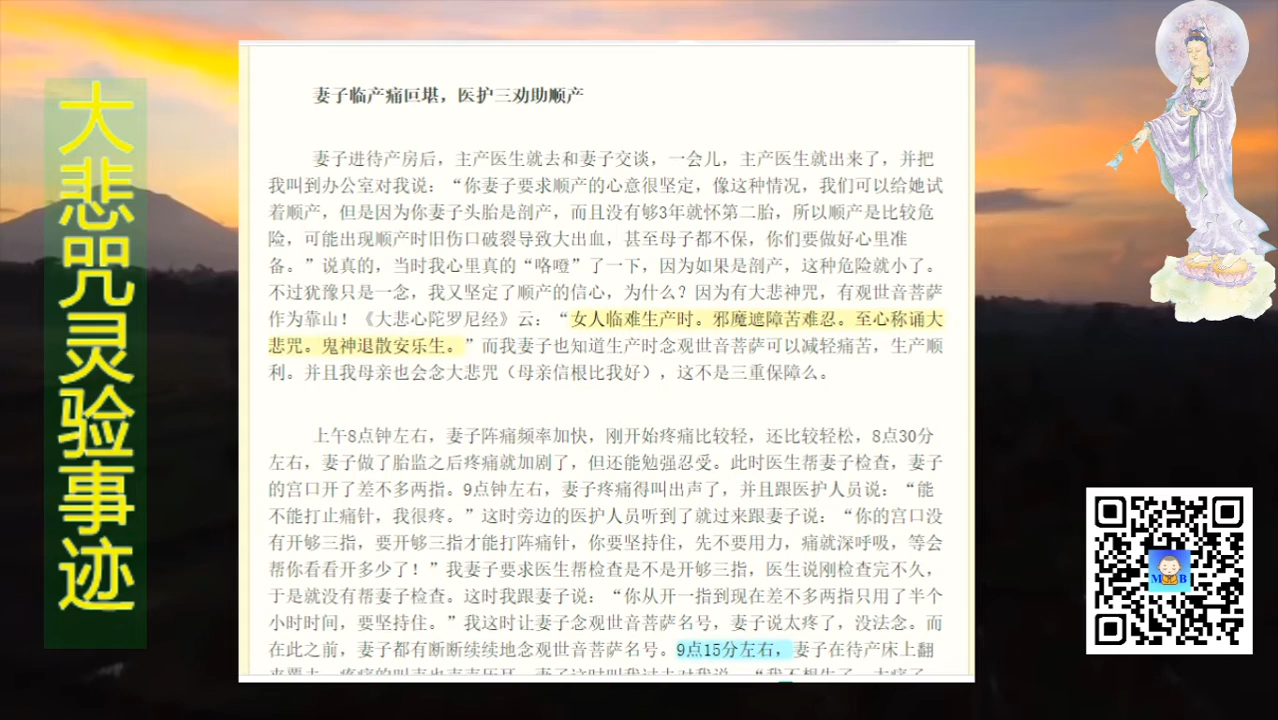 大悲咒灵验事迹
妻子临产痛叵堪，医护三劝助顺产
妻子进待产房后，主产医生就去和妻子交谈，一会儿，主产医生就出来了，并把
我叫到办公室对我说：“你妻子要求顺产的心意很坚定，像这种情况，我们可以给她试
着顺产，但是因为你妻子头胎是剖产，而且没有够3年就怀第二胎，所以顺产是比较危
险，可能出现顺产时旧伤口破裂导致大出血，甚至母子都不保，你们要做好心里准
备。”说真的，当时我心里真的“咯噔”了一下，因为如果是剖产，这种危险就小了。
不过犹豫只是一念，我又坚定了顺产的信心，为什么？因为有大悲神咒，有观世音菩萨
作为靠山！《大悲心陀罗尼经》云：“女人临难生产时。邪魔遮障苦难忍。至心称诵大
悲咒。鬼神退散安乐生。”而我妻子也知道生产时念观世音菩萨可以减轻痛苦，生产顺
利。并且我母亲也会念大悲咒（母亲信根比我好），这不是三重保障么。
上午8点钟左右，妻子阵痛频率加快，刚开始疼痛比较轻，还比较轻松，8点30分
左右，妻子做了胎监之后疼痛就加剧了，但还能勉强忍受。此时医生帮妻子检查，妻子
的宫口开了差不多两指。9点钟左右，妻子疼痛得叫出声了，并且跟医护人员说：“能
不能打止痛针，我很疼。”这时旁边的医护人员听到了就过来跟妻子说：“你的宫口没
有开够三指，要开够三指才能打阵痛针，你要坚持住，先不要用力，痛就深呼吸，等会
帮你看看开多少了！”我妻子要求医生帮检查是不是开够三指，医生说刚检查完不久，
于是就没有帮妻子检查。这时我跟妻子说：“你从开一指到现在差不多两指只用了半个
小时时间，要坚持住。”我这时让妻子念观世音菩萨名号，妻子说太疼了，没法念。而
在此之前，妻子都有断断续续地念观世音菩萨名号。9点15分左右，妻子在待产床上翻
M B